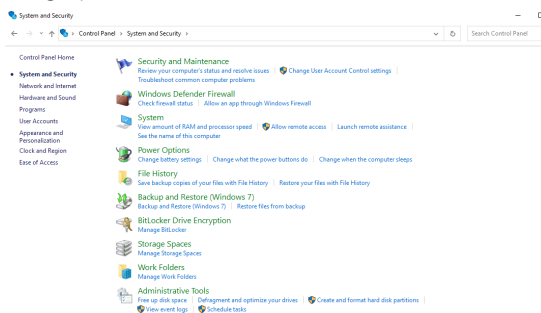 System and Security
Control Panel > System and Security >
Search Control Panel
Control Panel Home
System and Security
Network and Internet
Hardware and Sound
Programs
User Accounts
Appearance and
Personalization
Clock and Region
Ease of Access
Security and Maintenance
Review your computer's status and resolve issues | Change User Account Control settings |
Troubleshoot common computer problems
Windows Defender Firewall
Check firewall status | Allow an app through Windows Firewall
System
View amount of RAM and processor speed | Allow remote access | Launch remote assistance |
See the name of this computer
Power Options
Change battery settings | Change what the power buttons do | Change when the computer sleeps
File History
Save backup copies of your files with File History | Restore your files with File History
Backup and Restore (Windows 7)
Backup and Restore (Windows 7) | Restore files from backup
BitLocker Drive Encryption
Manage BitLocker
Storage Spaces
Manage Storage Spaces
Work Folders
Manage Work Folders
Administrative Tools
Free up disk space | Defragment and optimize your drives | Create and format hard disk partitions |
View event logs | Schedule tasks